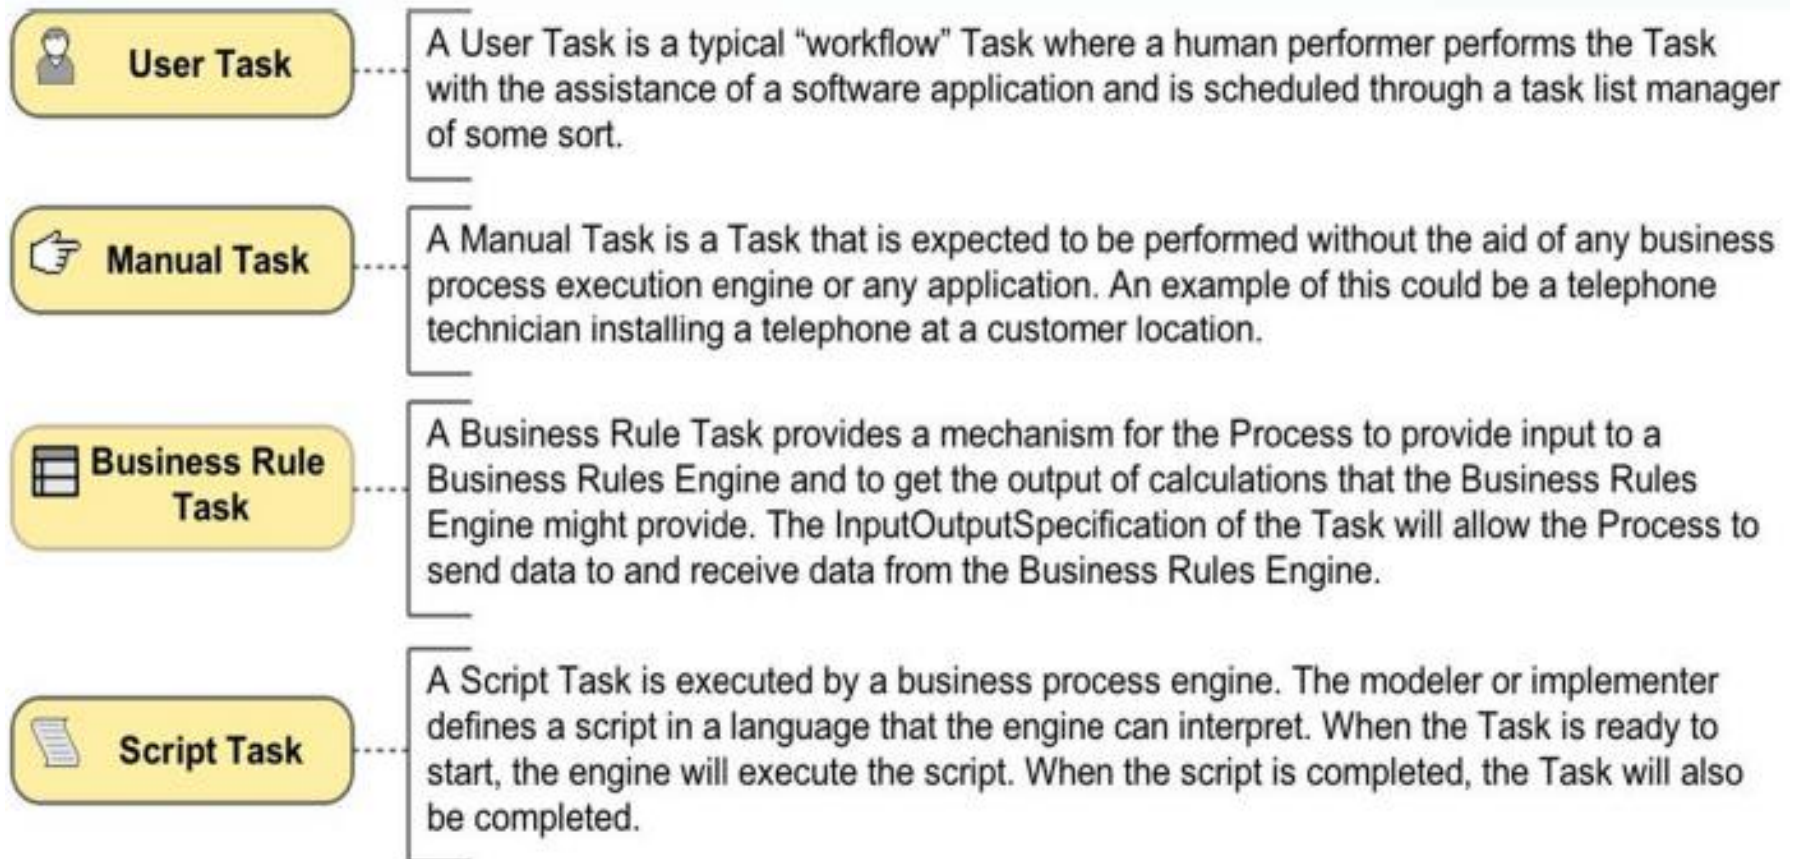 User Task
A User Task is a typical “workflow” Task where a human performer performs the Task
with the assistance of a software application and is scheduled through a task list manager
of some sort.
Manual Task
A Manual Task is a Task that is expected to be performed without the aid of any business
process execution engine or any application. An example of this could be a telephone
technician installing a telephone at a customer location.
Business Rule
Task
A Business Rule Task provides a mechanism for the Process to provide input to a
Business Rules Engine and to get the output of calculations that the Business Rules
Engine might provide. The InputOutputSpecification of the Task will allow the Process to
send data to and receive data from the Business Rules Engine.
Script Task
A Script Task is executed by a business process engine. The modeler or implementer
defines a script in a language that the engine can interpret. When the Task is ready to
start, the engine will execute the script. When the script is completed, the Task will also
be completed.